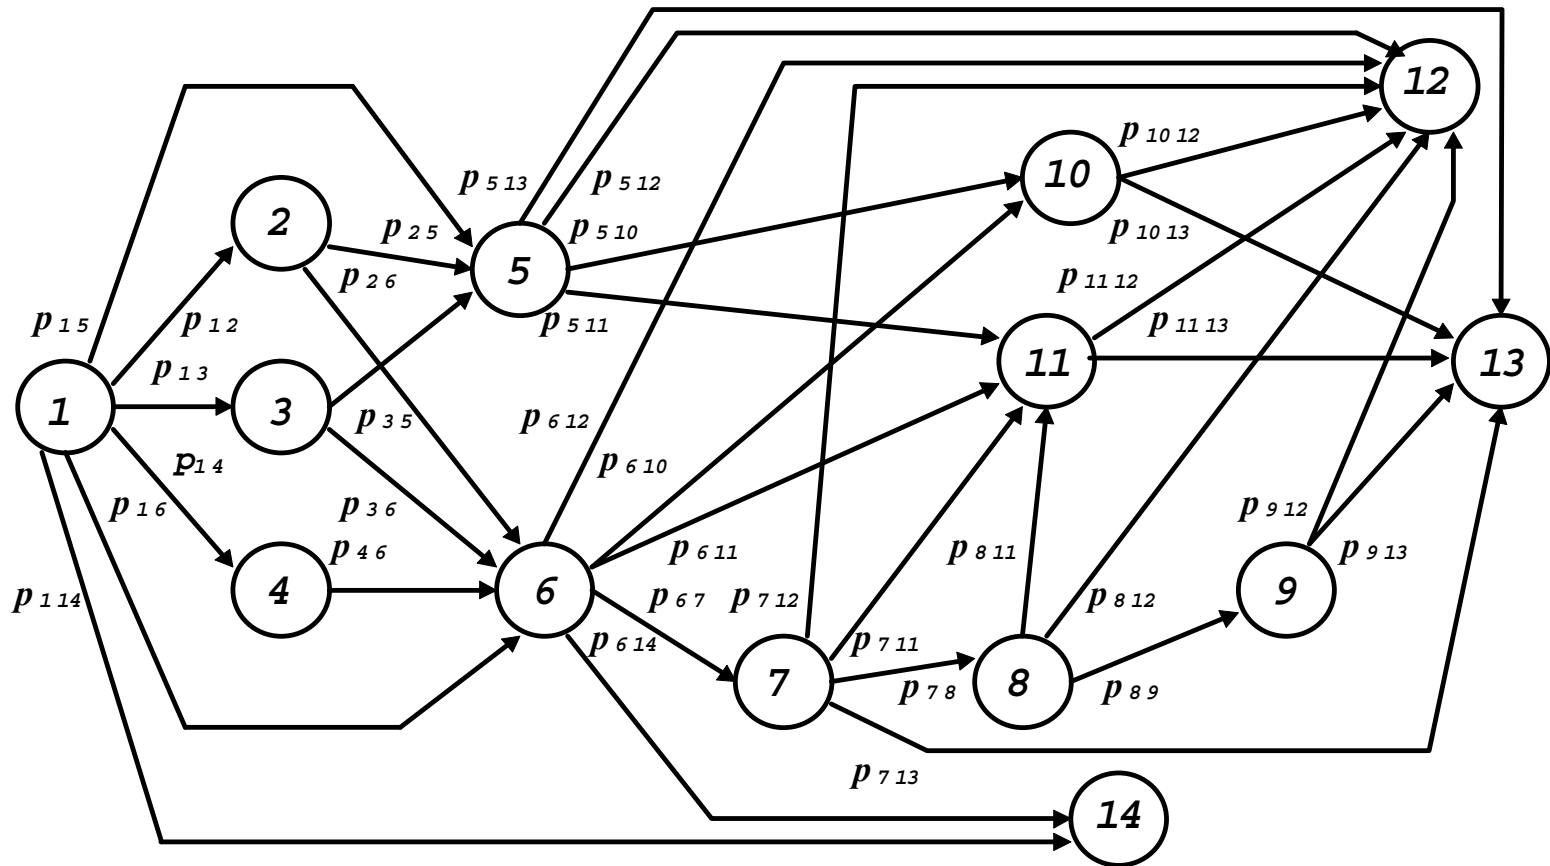 12
p 10 12
10
p 5 13
p 5 12
2
p 2 5
p 5 10
p 10 13
5
p 2 6
p 11 12
p 1 5
p 1 2
p 5 11
p 11 13
11
13
p 1 3
1
3
p 3 5
p 6 12
p1 4
p 6 10
p 1 6
p 3 6
p 9 12
p 4 6
p 6 11
p 8 11
p 9 13
4
6
9
p 1 14
p 6 7
p 7 12
p 8 12
p 6 14
p 7 11
7
8
p 7 8
p 8 9
p 7 13
14